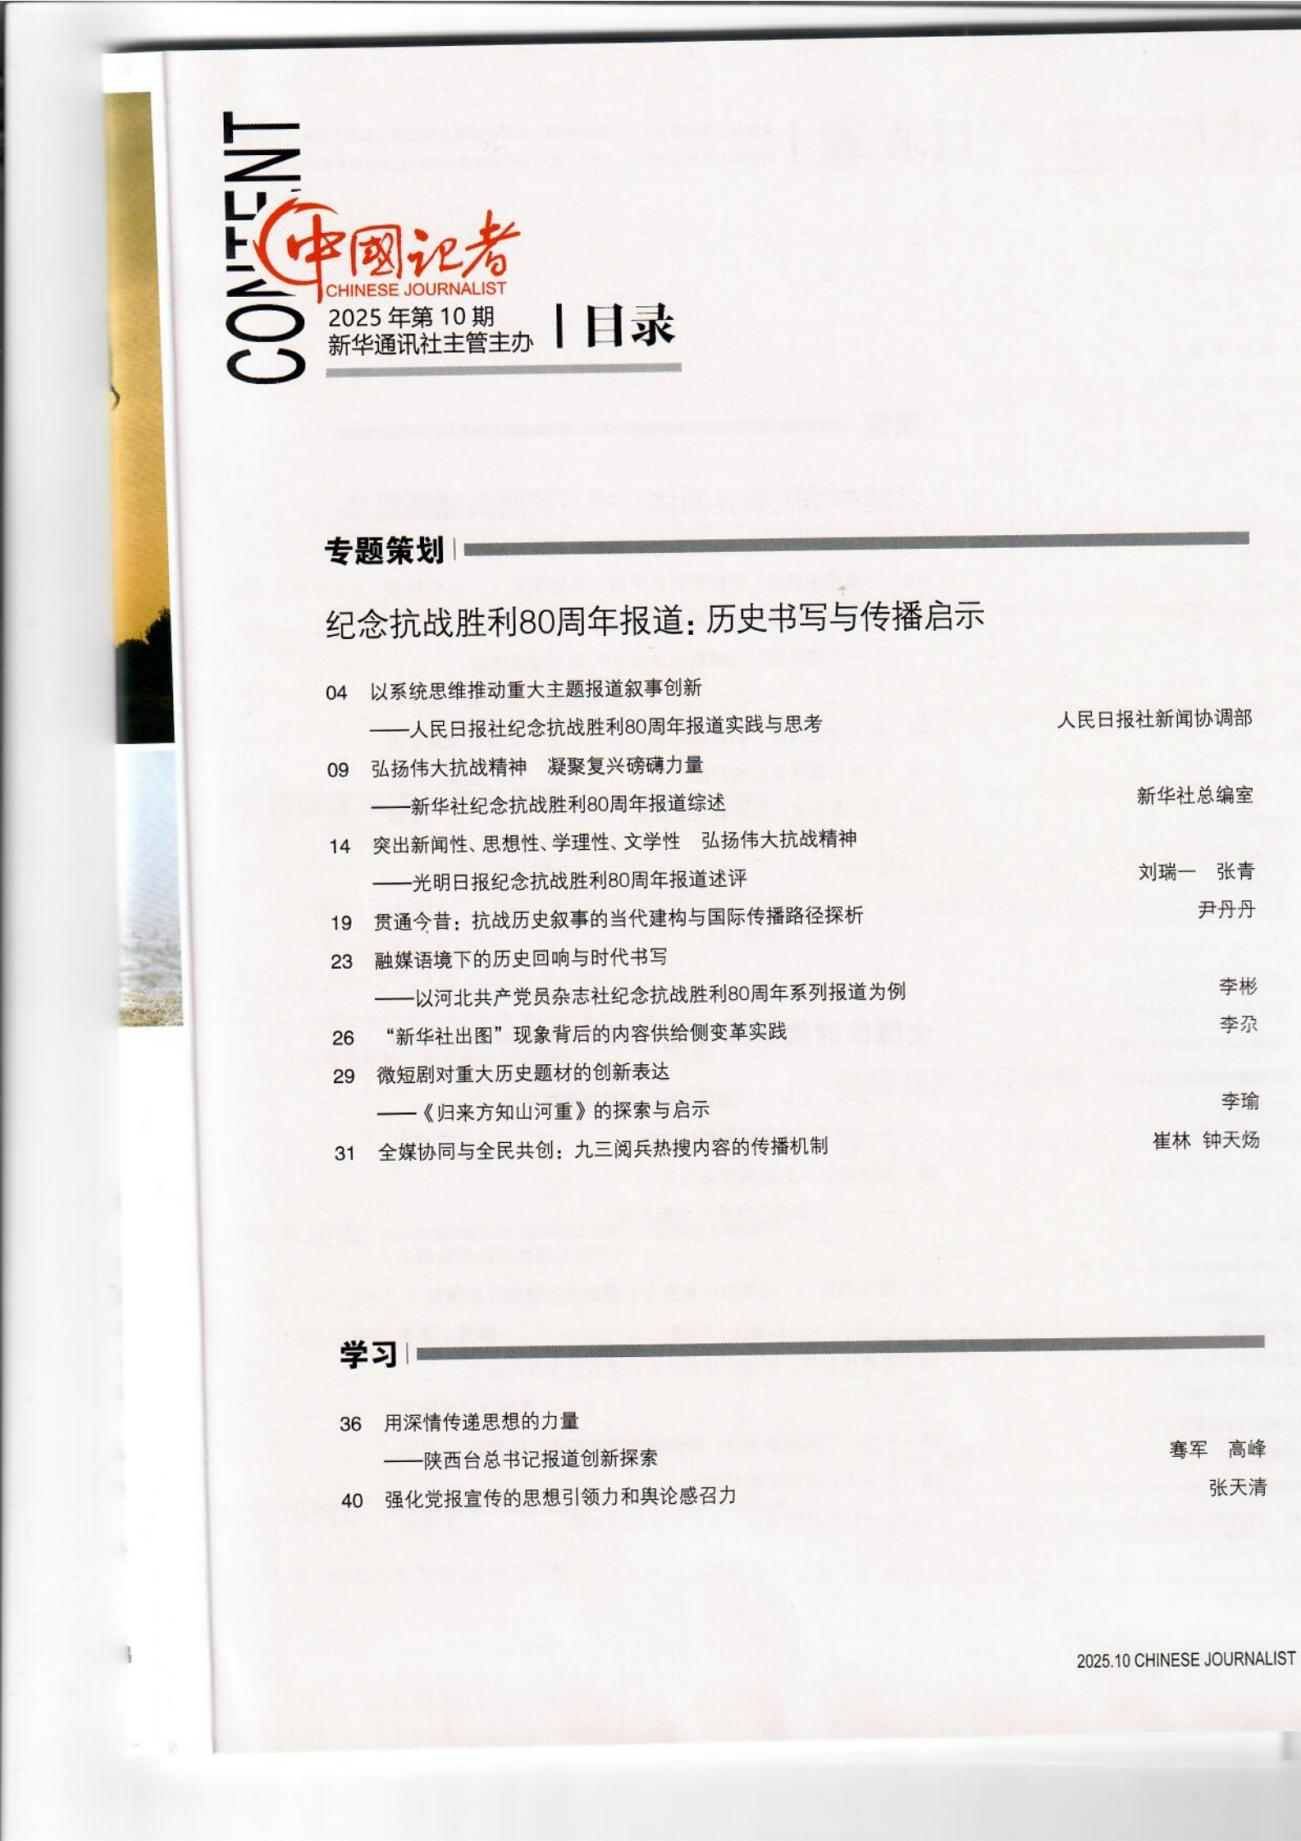 CONTENT
中國记者
CHINESE JOURNALIST
2025年第10期
新华通讯社主管主办
目录
专题策划
纪念抗战胜利80周年报道：历史书写与传播启示
04 以系统思维推动重大主题报道叙事创新
——人民日报社纪念抗战胜利80周年报道实践与思考 人民日报社新闻协调部
09 弘扬伟大抗战精神 凝聚复兴磅礴力量
——新华社纪念抗战胜利80周年报道综述 新华社总编室
14 突出新闻性、思想性、学理性、文学性 弘扬伟大抗战精神
——光明日报纪念抗战胜利80周年报道述评 刘瑞一 张青
19 贯通今昔：抗战历史叙事的当代建构与国际传播路径探析 尹丹丹
23 融媒语境下的历史回响与时代书写
——以河北共产党员杂志社纪念抗战胜利80周年系列报道为例 李彬
26 “新华社出图”现象背后的内容供给侧变革实践 李尕
29 微短剧对重大历史题材的创新表达
——《归来方知山河重》的探索与启示 李瑜
31 全媒协同与全民共创：九三阅兵热搜内容的传播机制 崔林 钟天炀
学习
36 用深情传递思想的力量
——陕西台总书记报道创新探索 骞军 高峰
40 强化党报宣传的思想引领力和舆论感召力 张天清
2025.10 CHINESE JOURNALIST